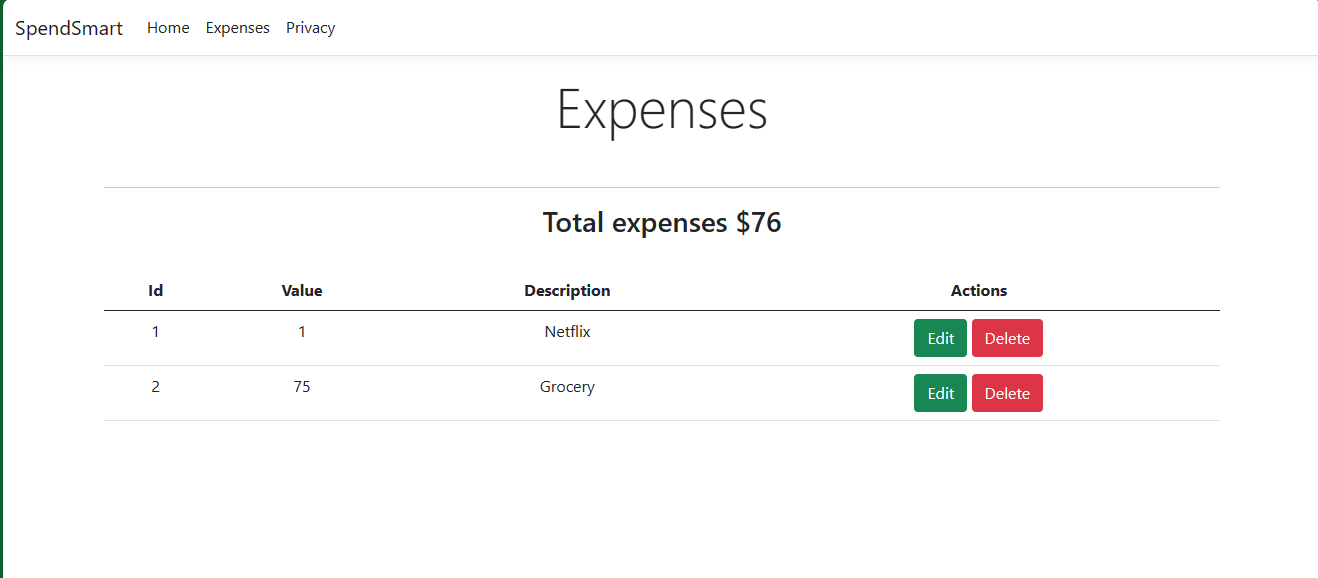 SpendSmart Home Expenses Privacy
Expenses
Total expenses $76
Id Value Description Actions
1 1 Netflix Edit Delete
2 75 Grocery Edit Delete